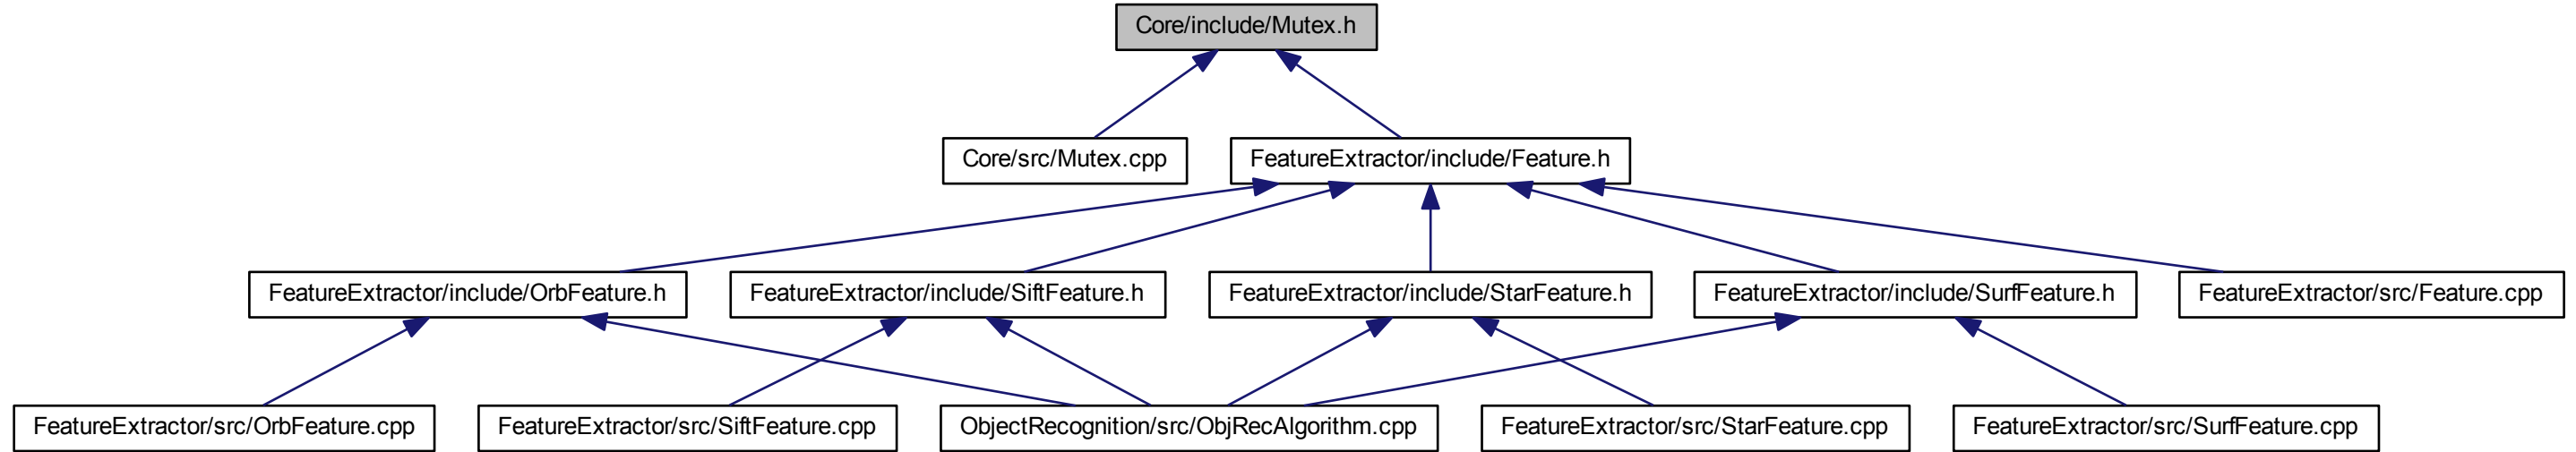 Core/include/Mutex.h
Core/src/Mutex.cpp
FeatureExtractor/include/Feature.h
FeatureExtractor/include/OrbFeature.h
FeatureExtractor/include/SiftFeature.h
FeatureExtractor/include/StarFeature.h
FeatureExtractor/include/SurfFeature.h
FeatureExtractor/src/Feature.cpp
FeatureExtractor/src/OrbFeature.cpp
FeatureExtractor/src/SiftFeature.cpp
ObjectRecognition/src/ObjRecAlgorithm.cpp
FeatureExtractor/src/StarFeature.cpp
FeatureExtractor/src/SurfFeature.cpp